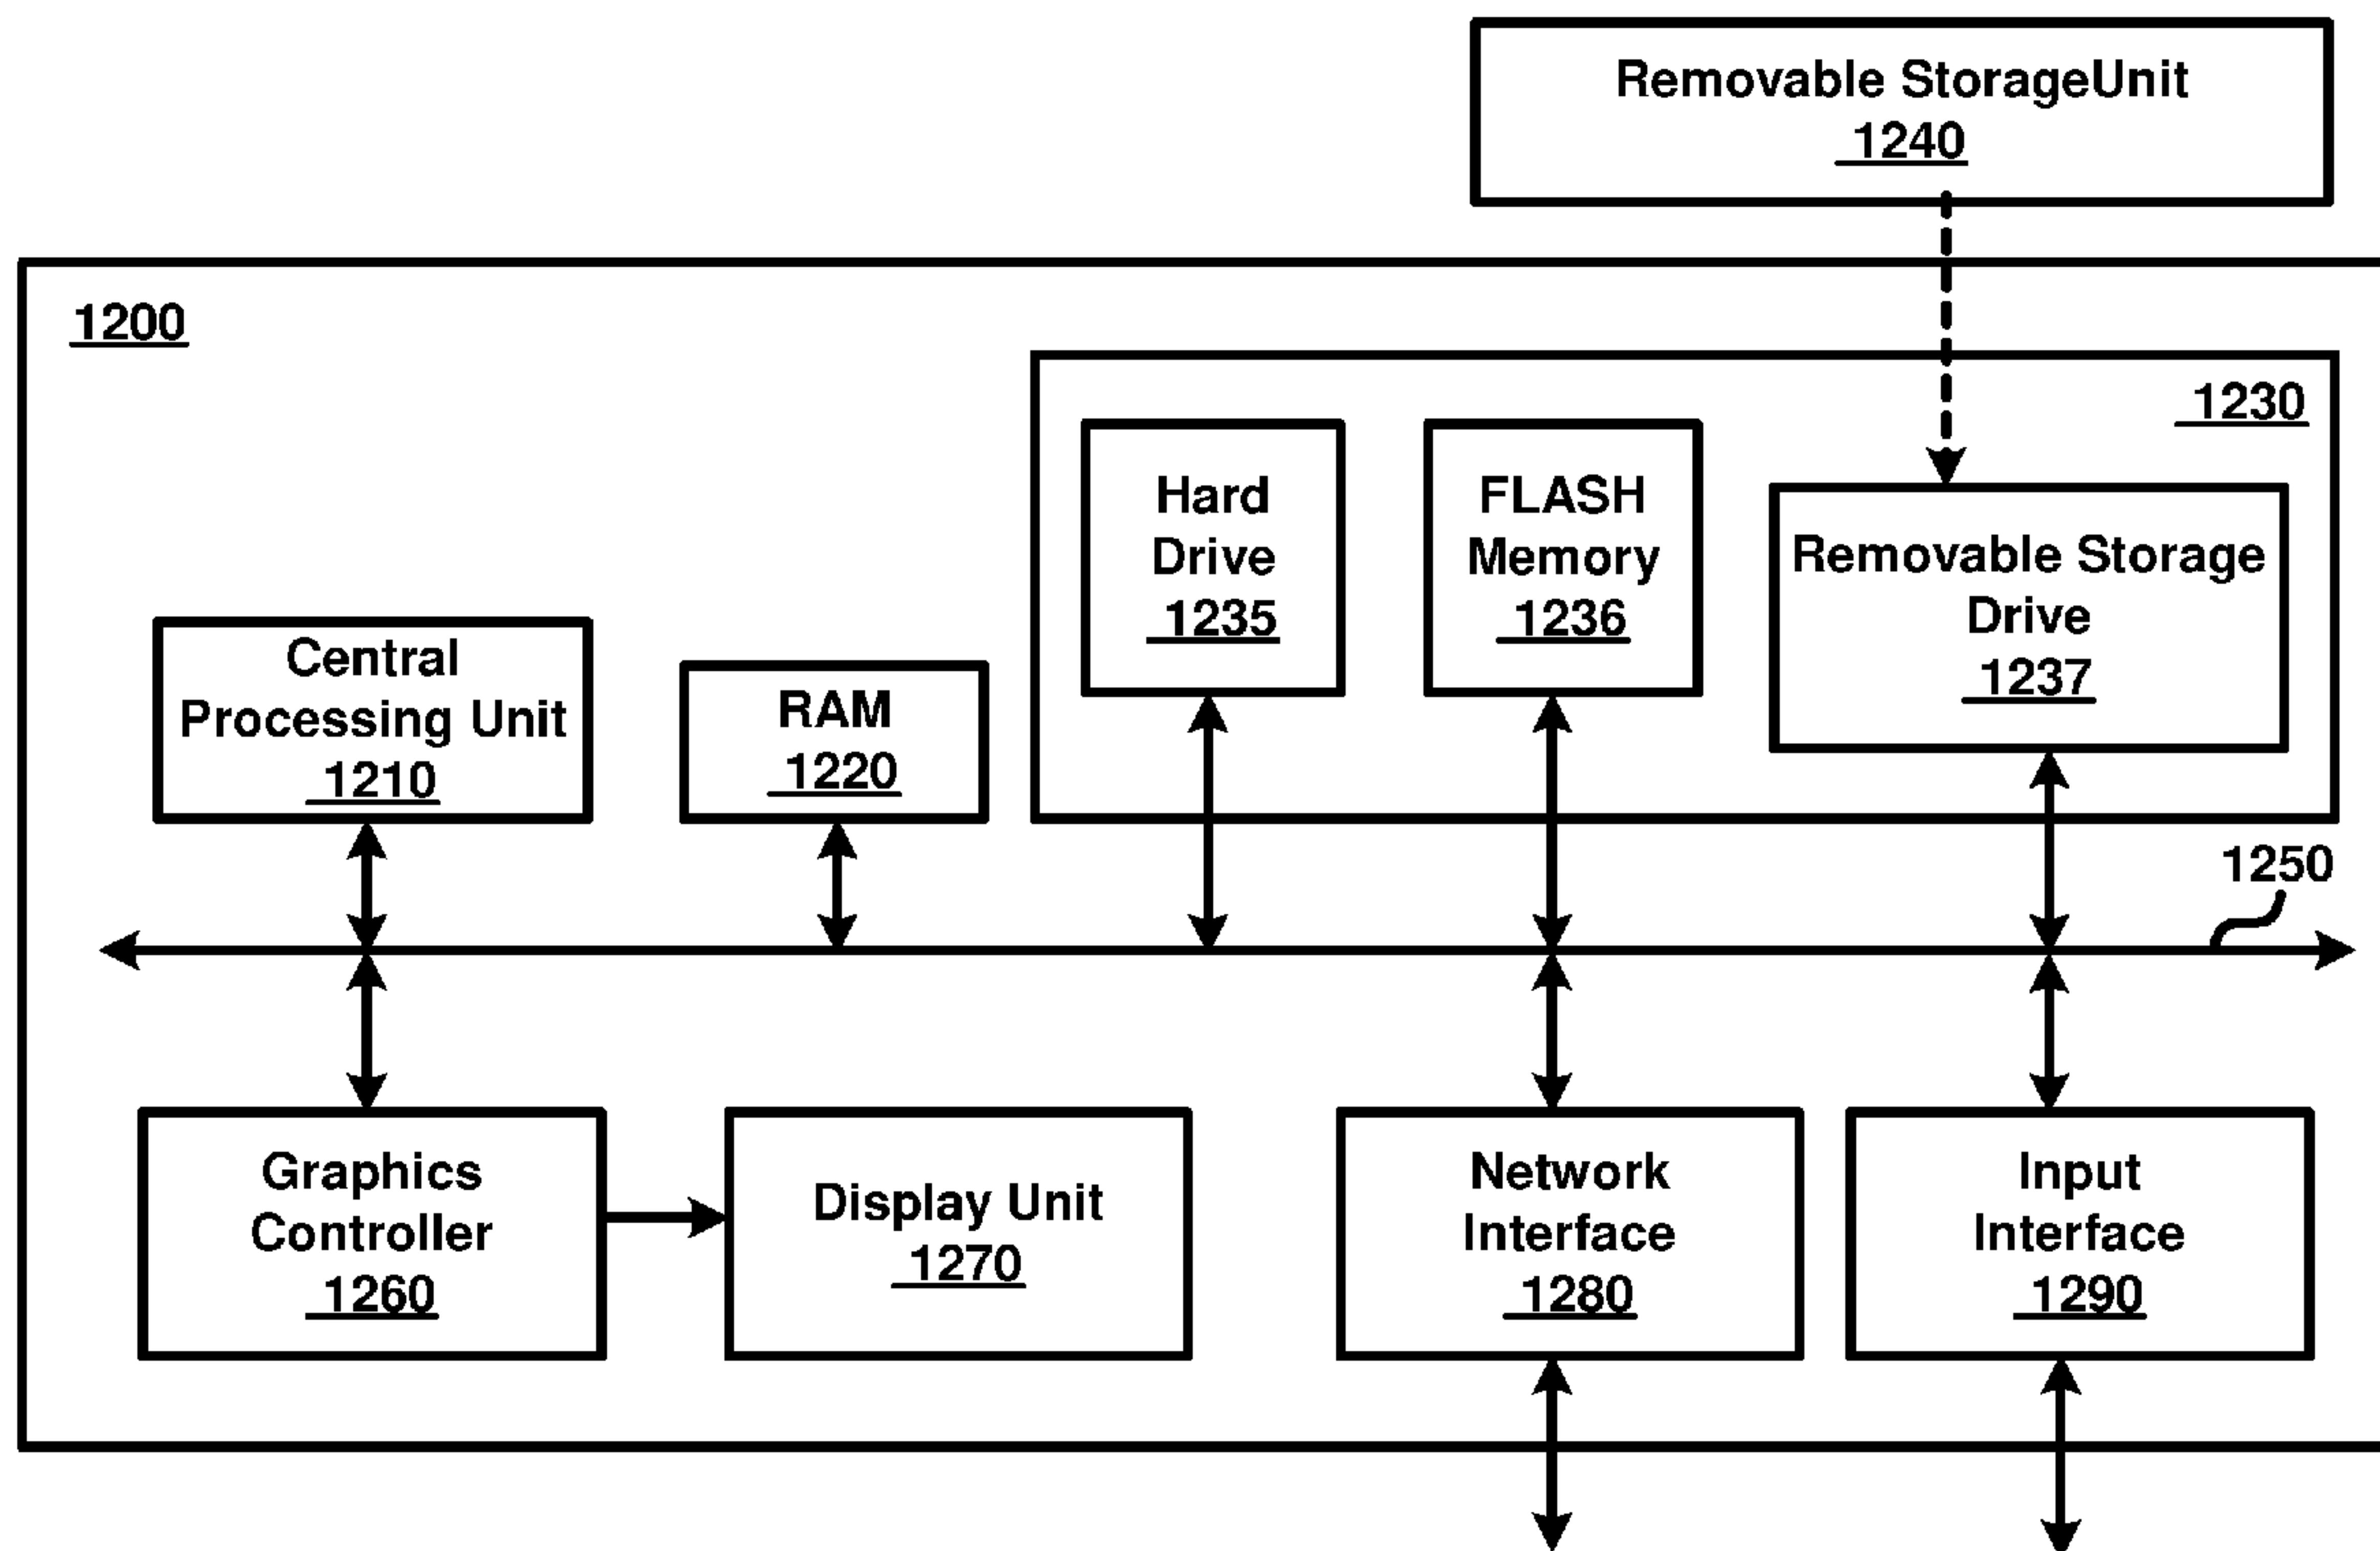 Removable StorageUnit
1240
1200
1230
Hard
Drive
1235
FLASH
Memory
1236
Removable Storage
Drive
1237
Central
Processing Unit
1210
RAM
1220
1250
Graphics
Controller
1260
Display Unit
1270
Network
Interface
1280
Input
Interface
1290